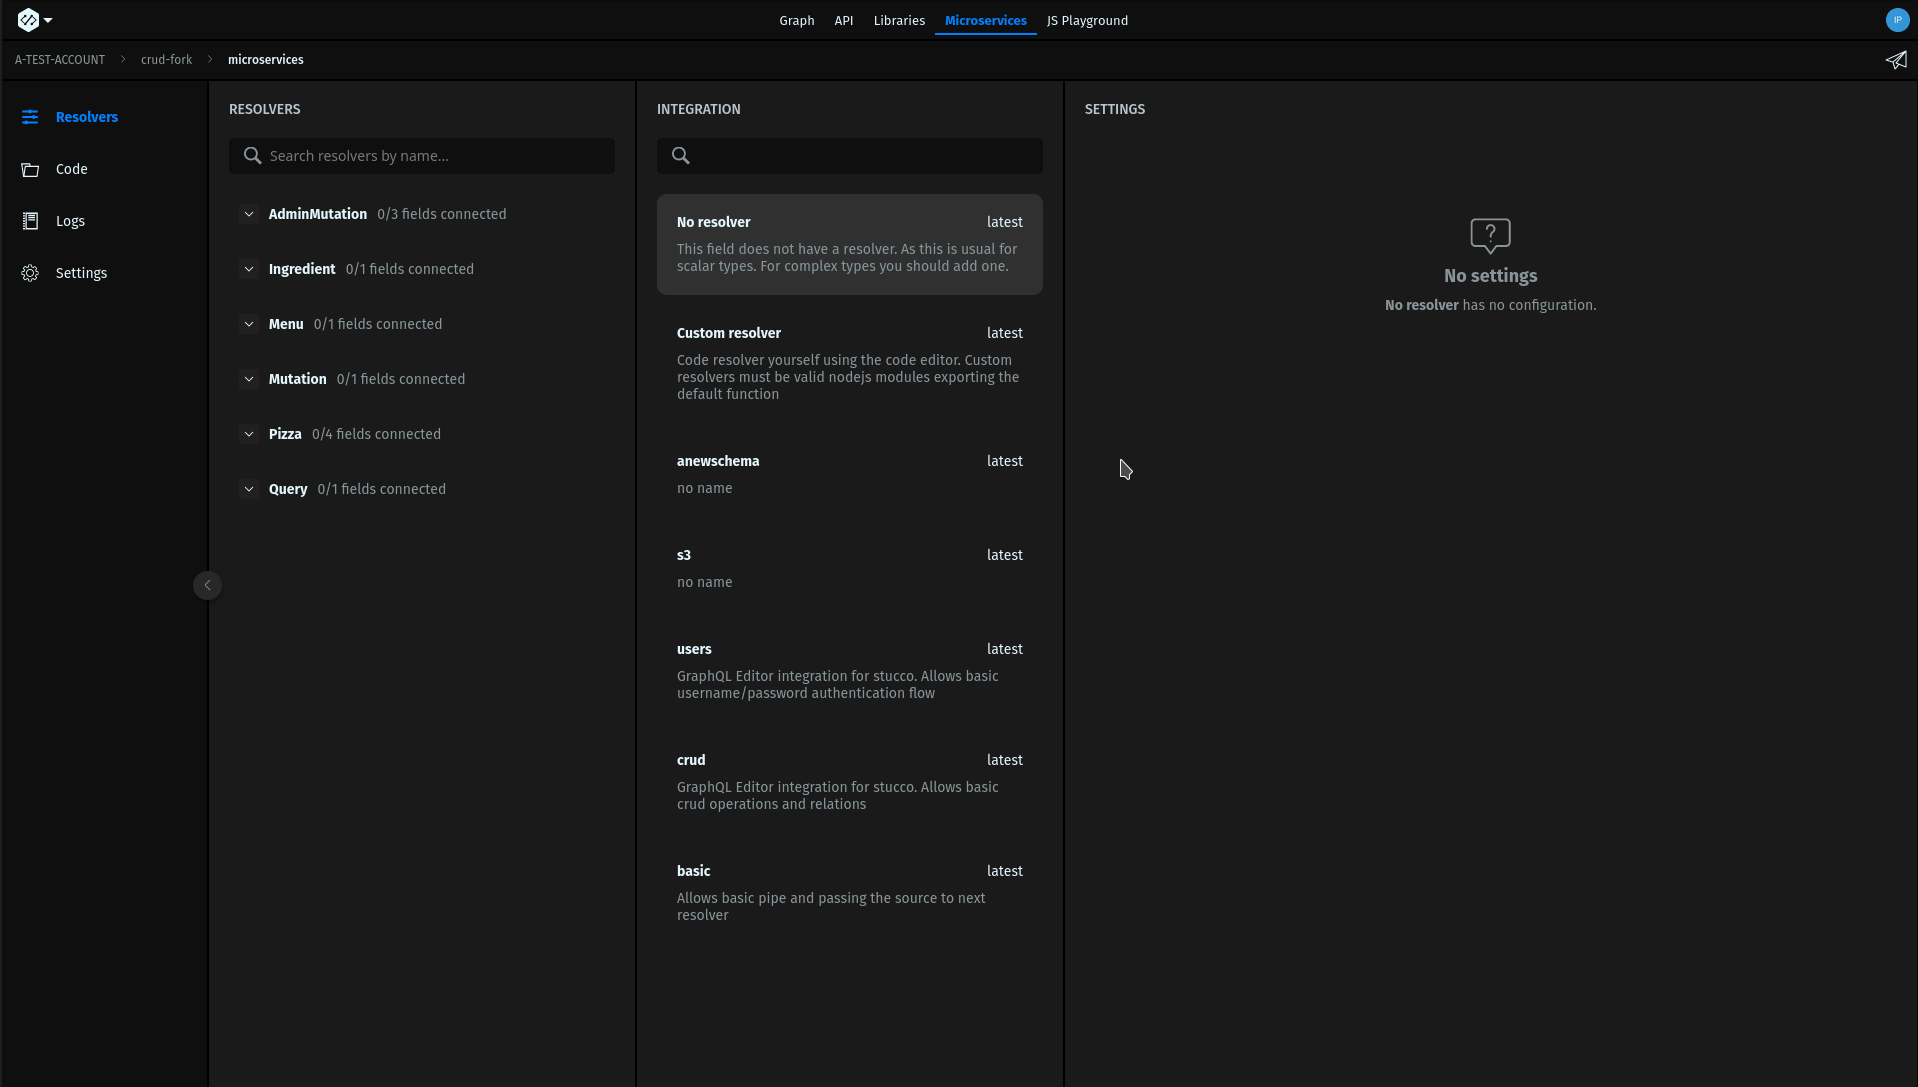 Graph API Libraries Microservices JS Playground
IP
A-TEST-ACCOUNT > crud-fork > microservices
Resolvers
Code
Logs
Settings
RESOLVERS
Search resolvers by name...
AdminMutation 0/3 fields connected
Ingredient 0/1 fields connected
Menu 0/1 fields connected
Mutation 0/1 fields connected
Pizza 0/4 fields connected
Query 0/1 fields connected
INTEGRATION
No resolver latest
This field does not have a resolver. As this is usual for
scalar types. For complex types you should add one.
Custom resolver latest
Code resolver yourself using the code editor. Custom
resolvers must be valid nodejs modules exporting the
default function
anewschema latest
no name
s3 latest
no name
users latest
GraphQL Editor integration for stucco. Allows basic
username/password authentication flow
crud latest
GraphQL Editor integration for stucco. Allows basic
crud operations and relations
basic latest
Allows basic pipe and passing the source to next
resolver
SETTINGS
?
No settings
No resolver has no configuration.